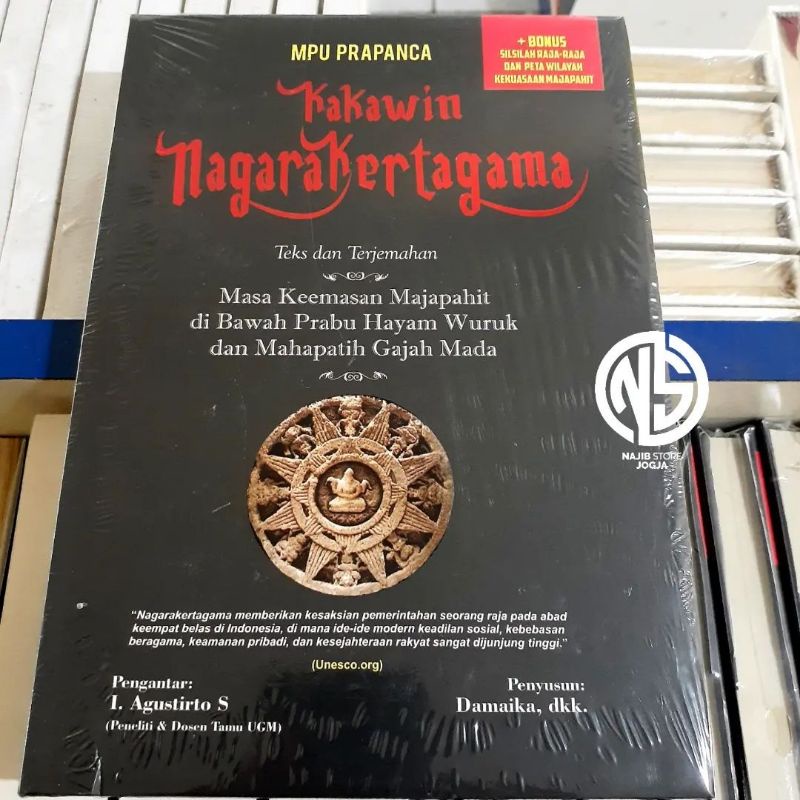 MPU PRAPANCA
+ BONUS
SILSILAH RAJA-RAJA
DAN PETA WILAYAH
KEKUASAAN MAJAPAHIT
Kakawin
Nagarakertagama
Teks dan Terjemahan
Masa Keemasan Majapahit
di Bawah Prabu Hayam Wuruk
dan Mahapatih Gajah Mada
NS
NAJIB STORE
JOGJA
"Nagarakertagama memberikan kesaksian pemerintahan seorang raja pada abad
keempat belas di Indonesia, di mana ide-ide modern keadilan sosial, kebebasan
beragama, keamanan pribadi, dan kesejahteraan rakyat sangat dijunjung tinggi."
(Unesco.org)
Pengantar:
I. Agustirto S
(Peneliti & Dosen Tamu UGM)
Penyusun:
Damaika, dkk.